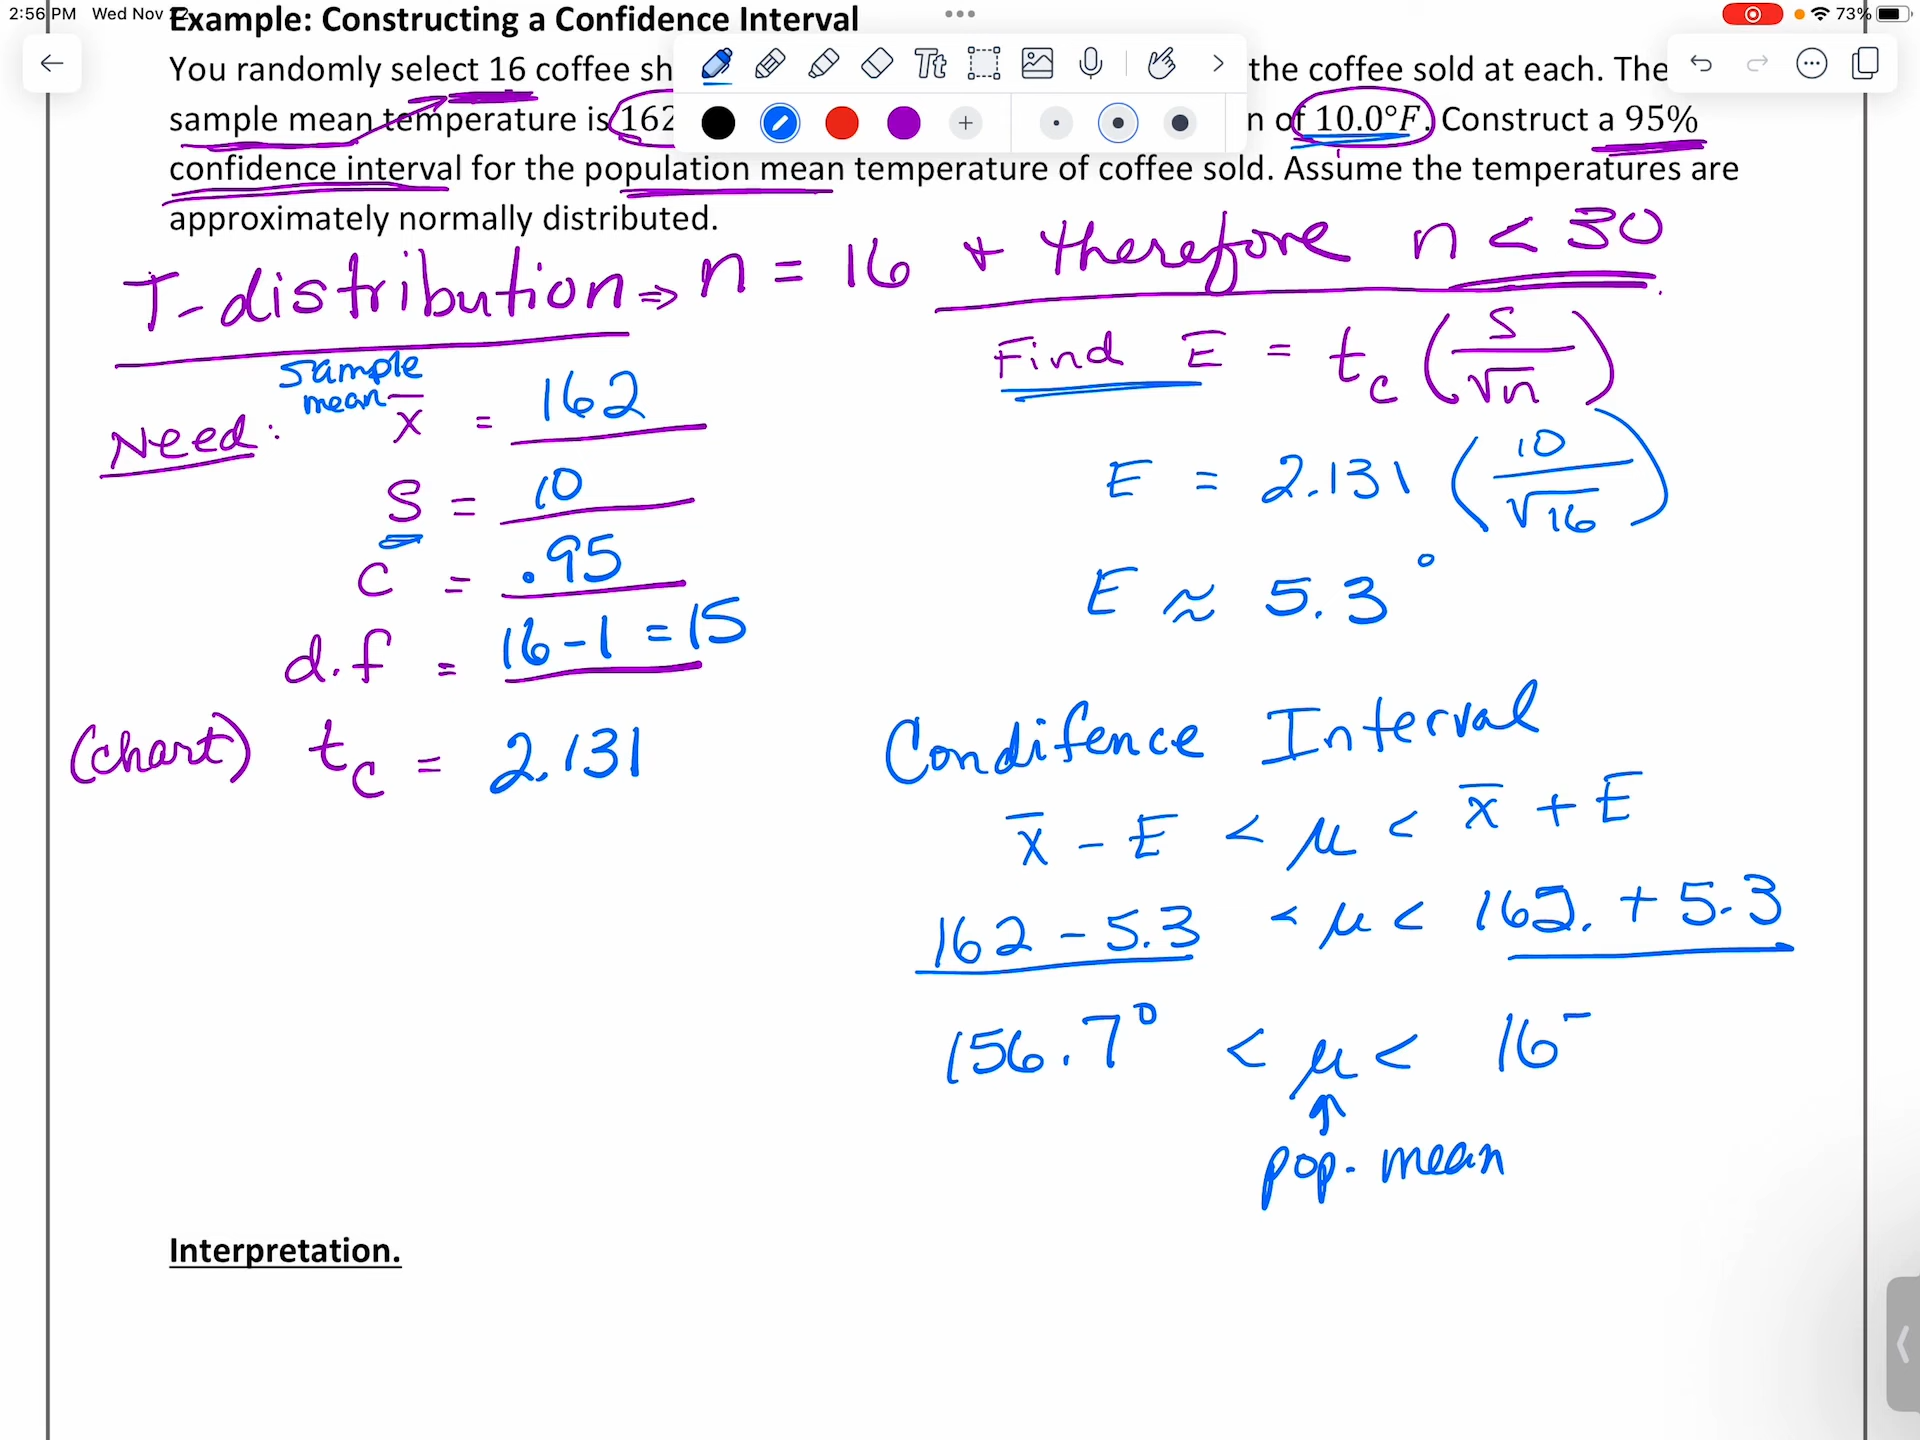 2:56 PM Wed Nov 22
73%
Example: Constructing a Confidence Interval
Tt
You randomly select 16 coffee sh the coffee sold at each. The
sample mean temperature is 162 n of 10.0°F. Construct a 95%
confidence interval for the population mean temperature of coffee sold. Assume the temperatures are
approximately normally distributed.
T-distribution ⇒ n = 16 + therefore n < 30
Need: sample mean x̄ = 162
S = 10
C = .95
d.f = 16 - 1 = 15
(chart) t_c = 2.131
Find E = t_c (s/√n)
E = 2.131 (10/√16)
E ≈ 5.3°
Condifence Interval
x̄ - E < μ < x̄ + E
162 - 5.3 < μ < 162. + 5.3
156.7° < μ < 16
↑
pop. mean
Interpretation.